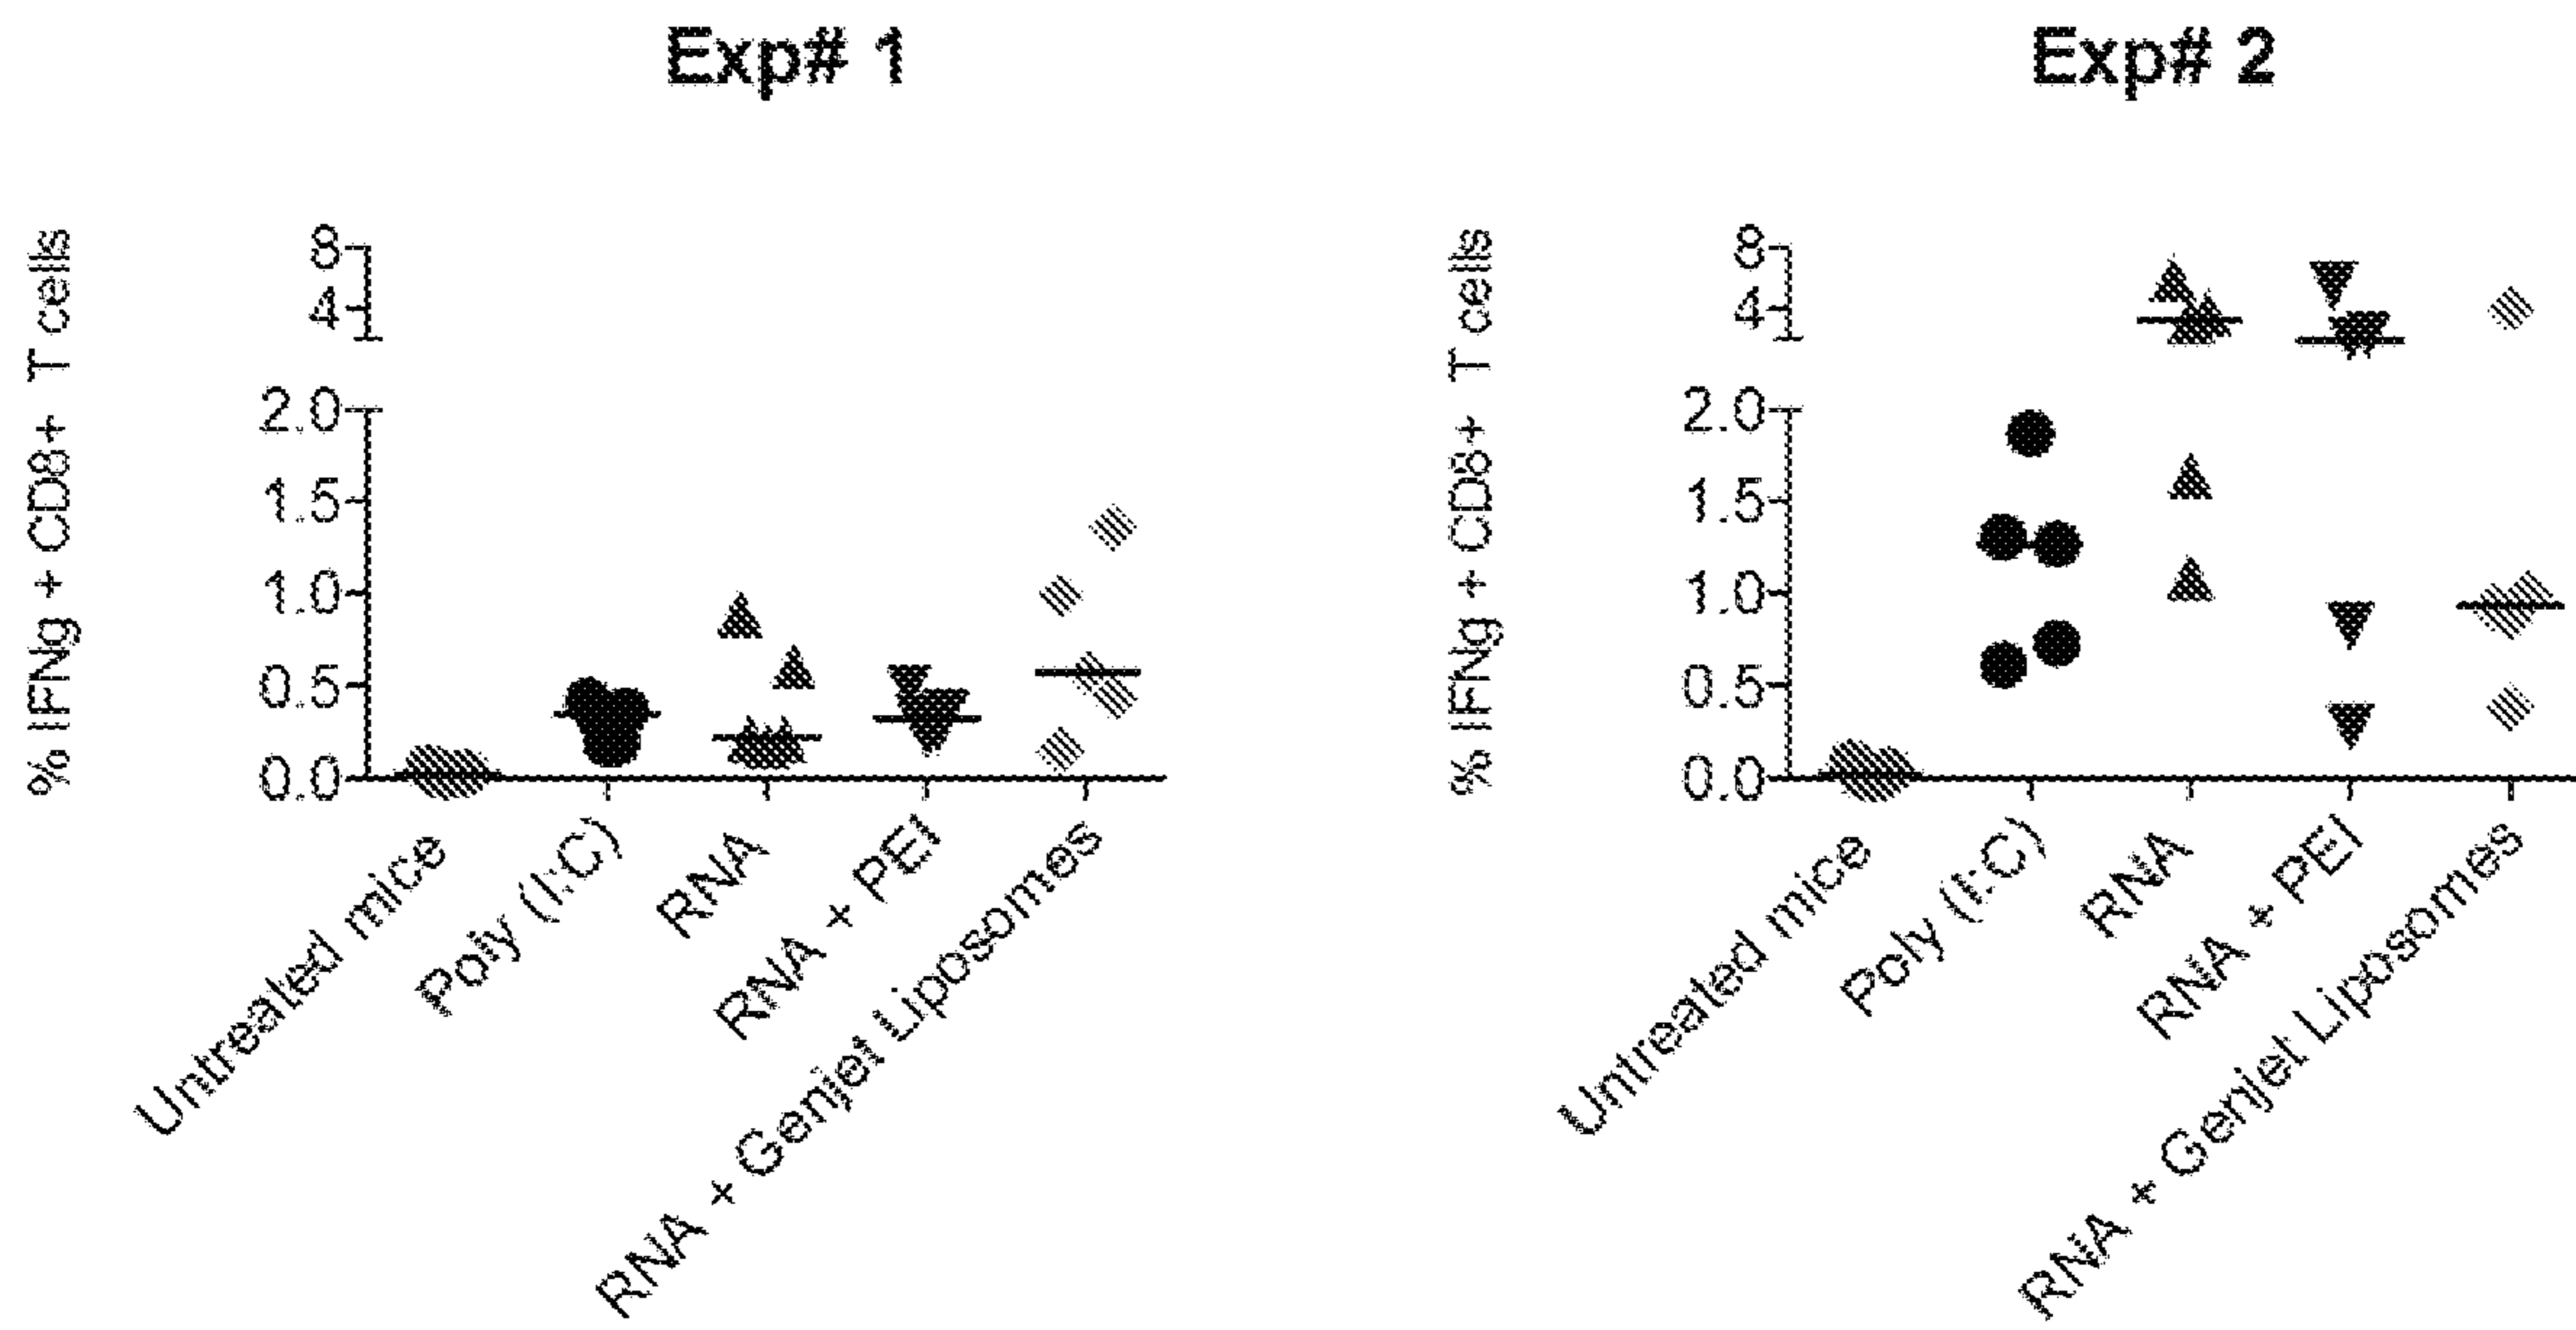 Exp# 1
% IFNg + CD8+ T cells
8
4
2.0
1.5
1.0
0.5
0.0
Untreated mice
Poly (I:C)
RNA
RNA + PEI
RNA + Genjet Liposomes
Exp# 2
% IFNg + CD8+ T cells
8
4
2.0
1.5
1.0
0.5
0.0
Untreated mice
Poly (I:C)
RNA
RNA + PEI
RNA + Genjet Liposomes